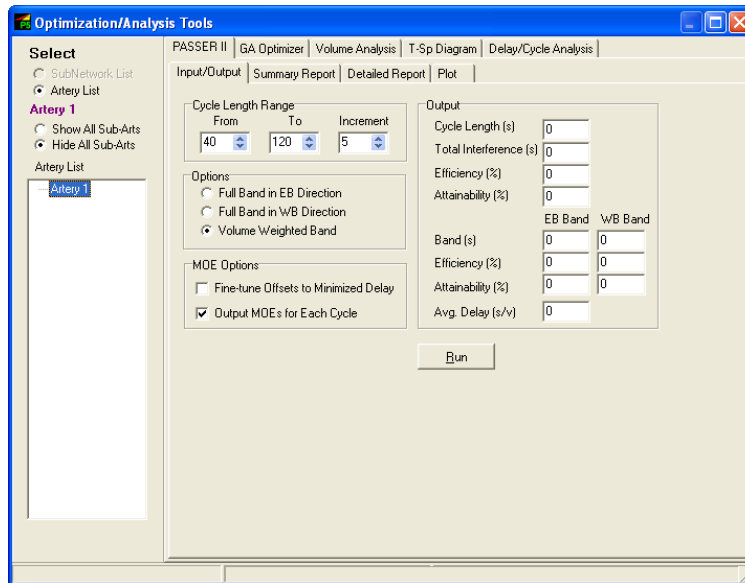 Optimization/Analysis Tools
Select
SubNetwork List
Artery List
Artery 1
Show All Sub-Arts
Hide All Sub-Arts
Artery List
Artery 1
PASSER II GA Optimizer Volume Analysis T-Sp Diagram Delay/Cycle Analysis
Input/Output Summary Report Detailed Report Plot
Cycle Length Range
From To Increment
40 120 5
Options
Full Band in EB Direction
Full Band in WB Direction
Volume Weighted Band
MOE Options
Fine-tune Offsets to Minimized Delay
Output MOEs for Each Cycle
Output
Cycle Length (s) 0
Total Interference (s) 0
Efficiency (%) 0
Attainability (%) 0
EB Band WB Band
Band (s) 0 0
Efficiency (%) 0 0
Attainability (%) 0 0
Avg. Delay (s/v) 0
Run